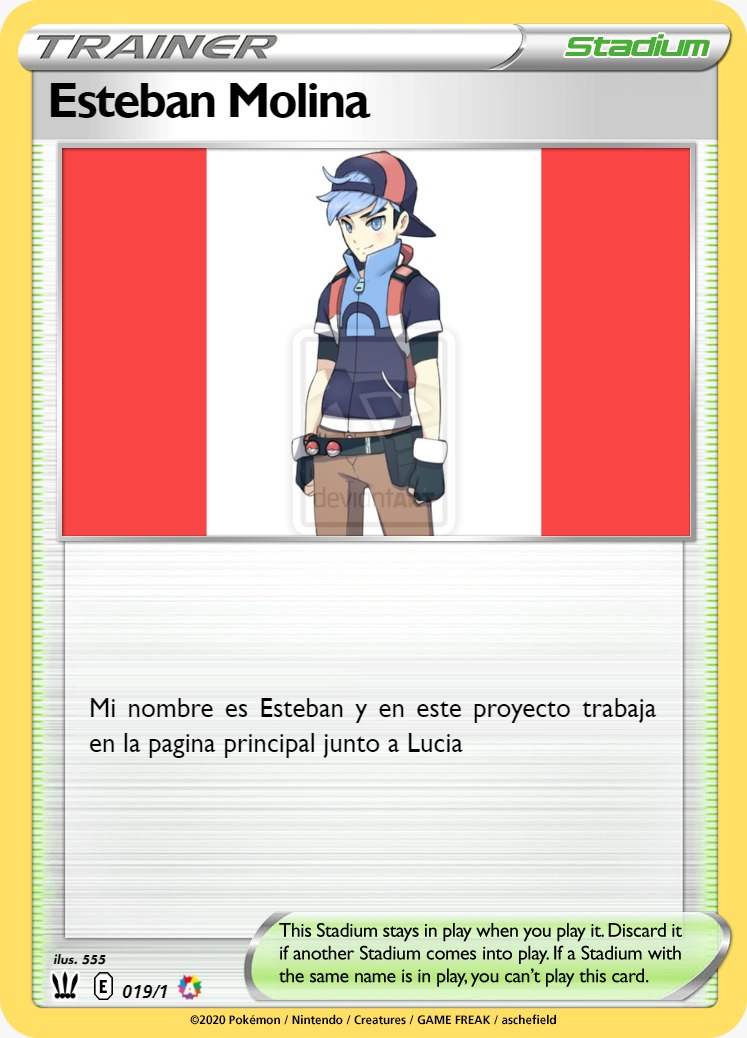 TRAINER
Stadium
Esteban Molina
deviantART
Mi nombre es Esteban y en este proyecto trabaja
en la pagina principal junto a Lucia
This Stadium stays in play when you play it. Discard it
if another Stadium comes into play. If a Stadium with
the same name is in play, you can't play this card.
ilus. 555
E 019/1 A
©2020 Pokémon / Nintendo / Creatures / GAME FREAK / aschefield